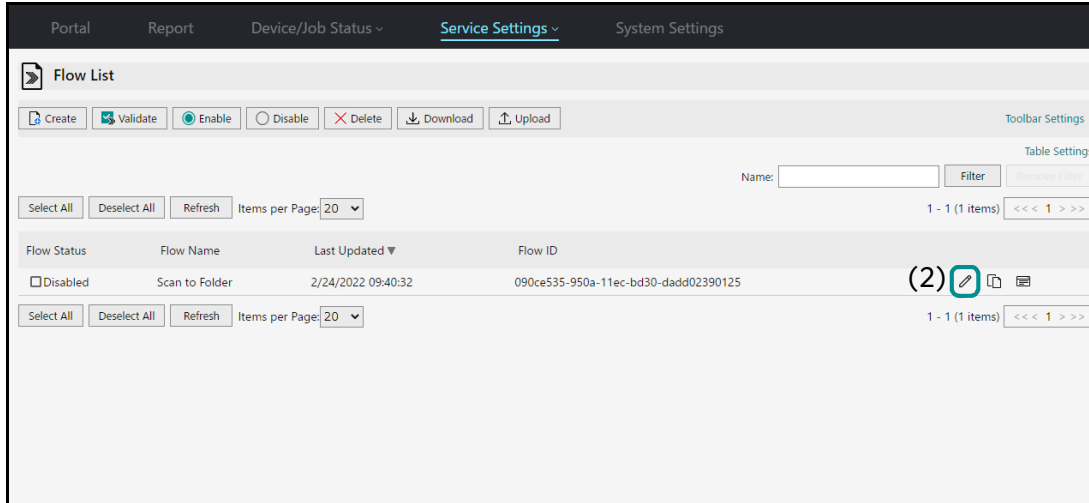 Portal Report Device/Job Status Service Settings System Settings
Flow List
Create Validate Enable Disable Delete Download Upload Toolbar Settings
Table Settings
Name: Filter Remove Filter
Select All Deselect All Refresh Items per Page: 20 1 - 1 (1 items) <<< 1 > >>
Flow Status Flow Name Last Updated ▼ Flow ID
Disabled Scan to Folder 2/24/2022 09:40:32 090ce535-950a-11ec-bd30-dadd02390125 (2)
Select All Deselect All Refresh Items per Page: 20 1 - 1 (1 items) <<< 1 > >>